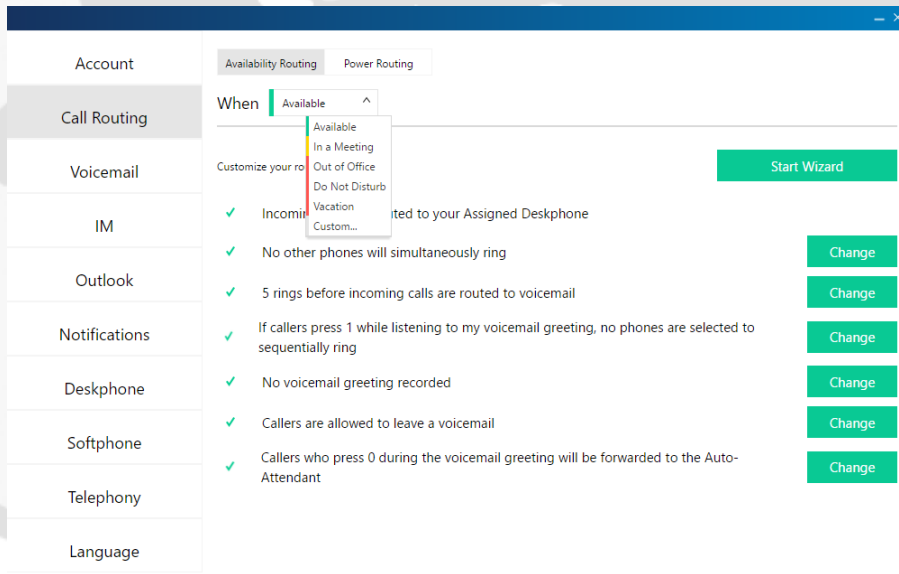 Account
Call Routing
Voicemail
IM
Outlook
Notifications
Deskphone
Softphone
Telephony
Language
Availability Routing
Power Routing
When
Available
Available
In a Meeting
Out of Office
Do Not Disturb
Vacation
Custom...
Customize your
Start Wizard
to your Assigned Deskphone
No other phones will simultaneously ring
Change
5 rings before incoming calls are routed to voicemail
Change
If callers press 1 while listening to my voicemail greeting, no phones are selected to
sequentially ring
Change
No voicemail greeting recorded
Change
Callers are allowed to leave a voicemail
Change
Callers who press 0 during the voicemail greeting will be forwarded to the Auto-
Attendant
Change